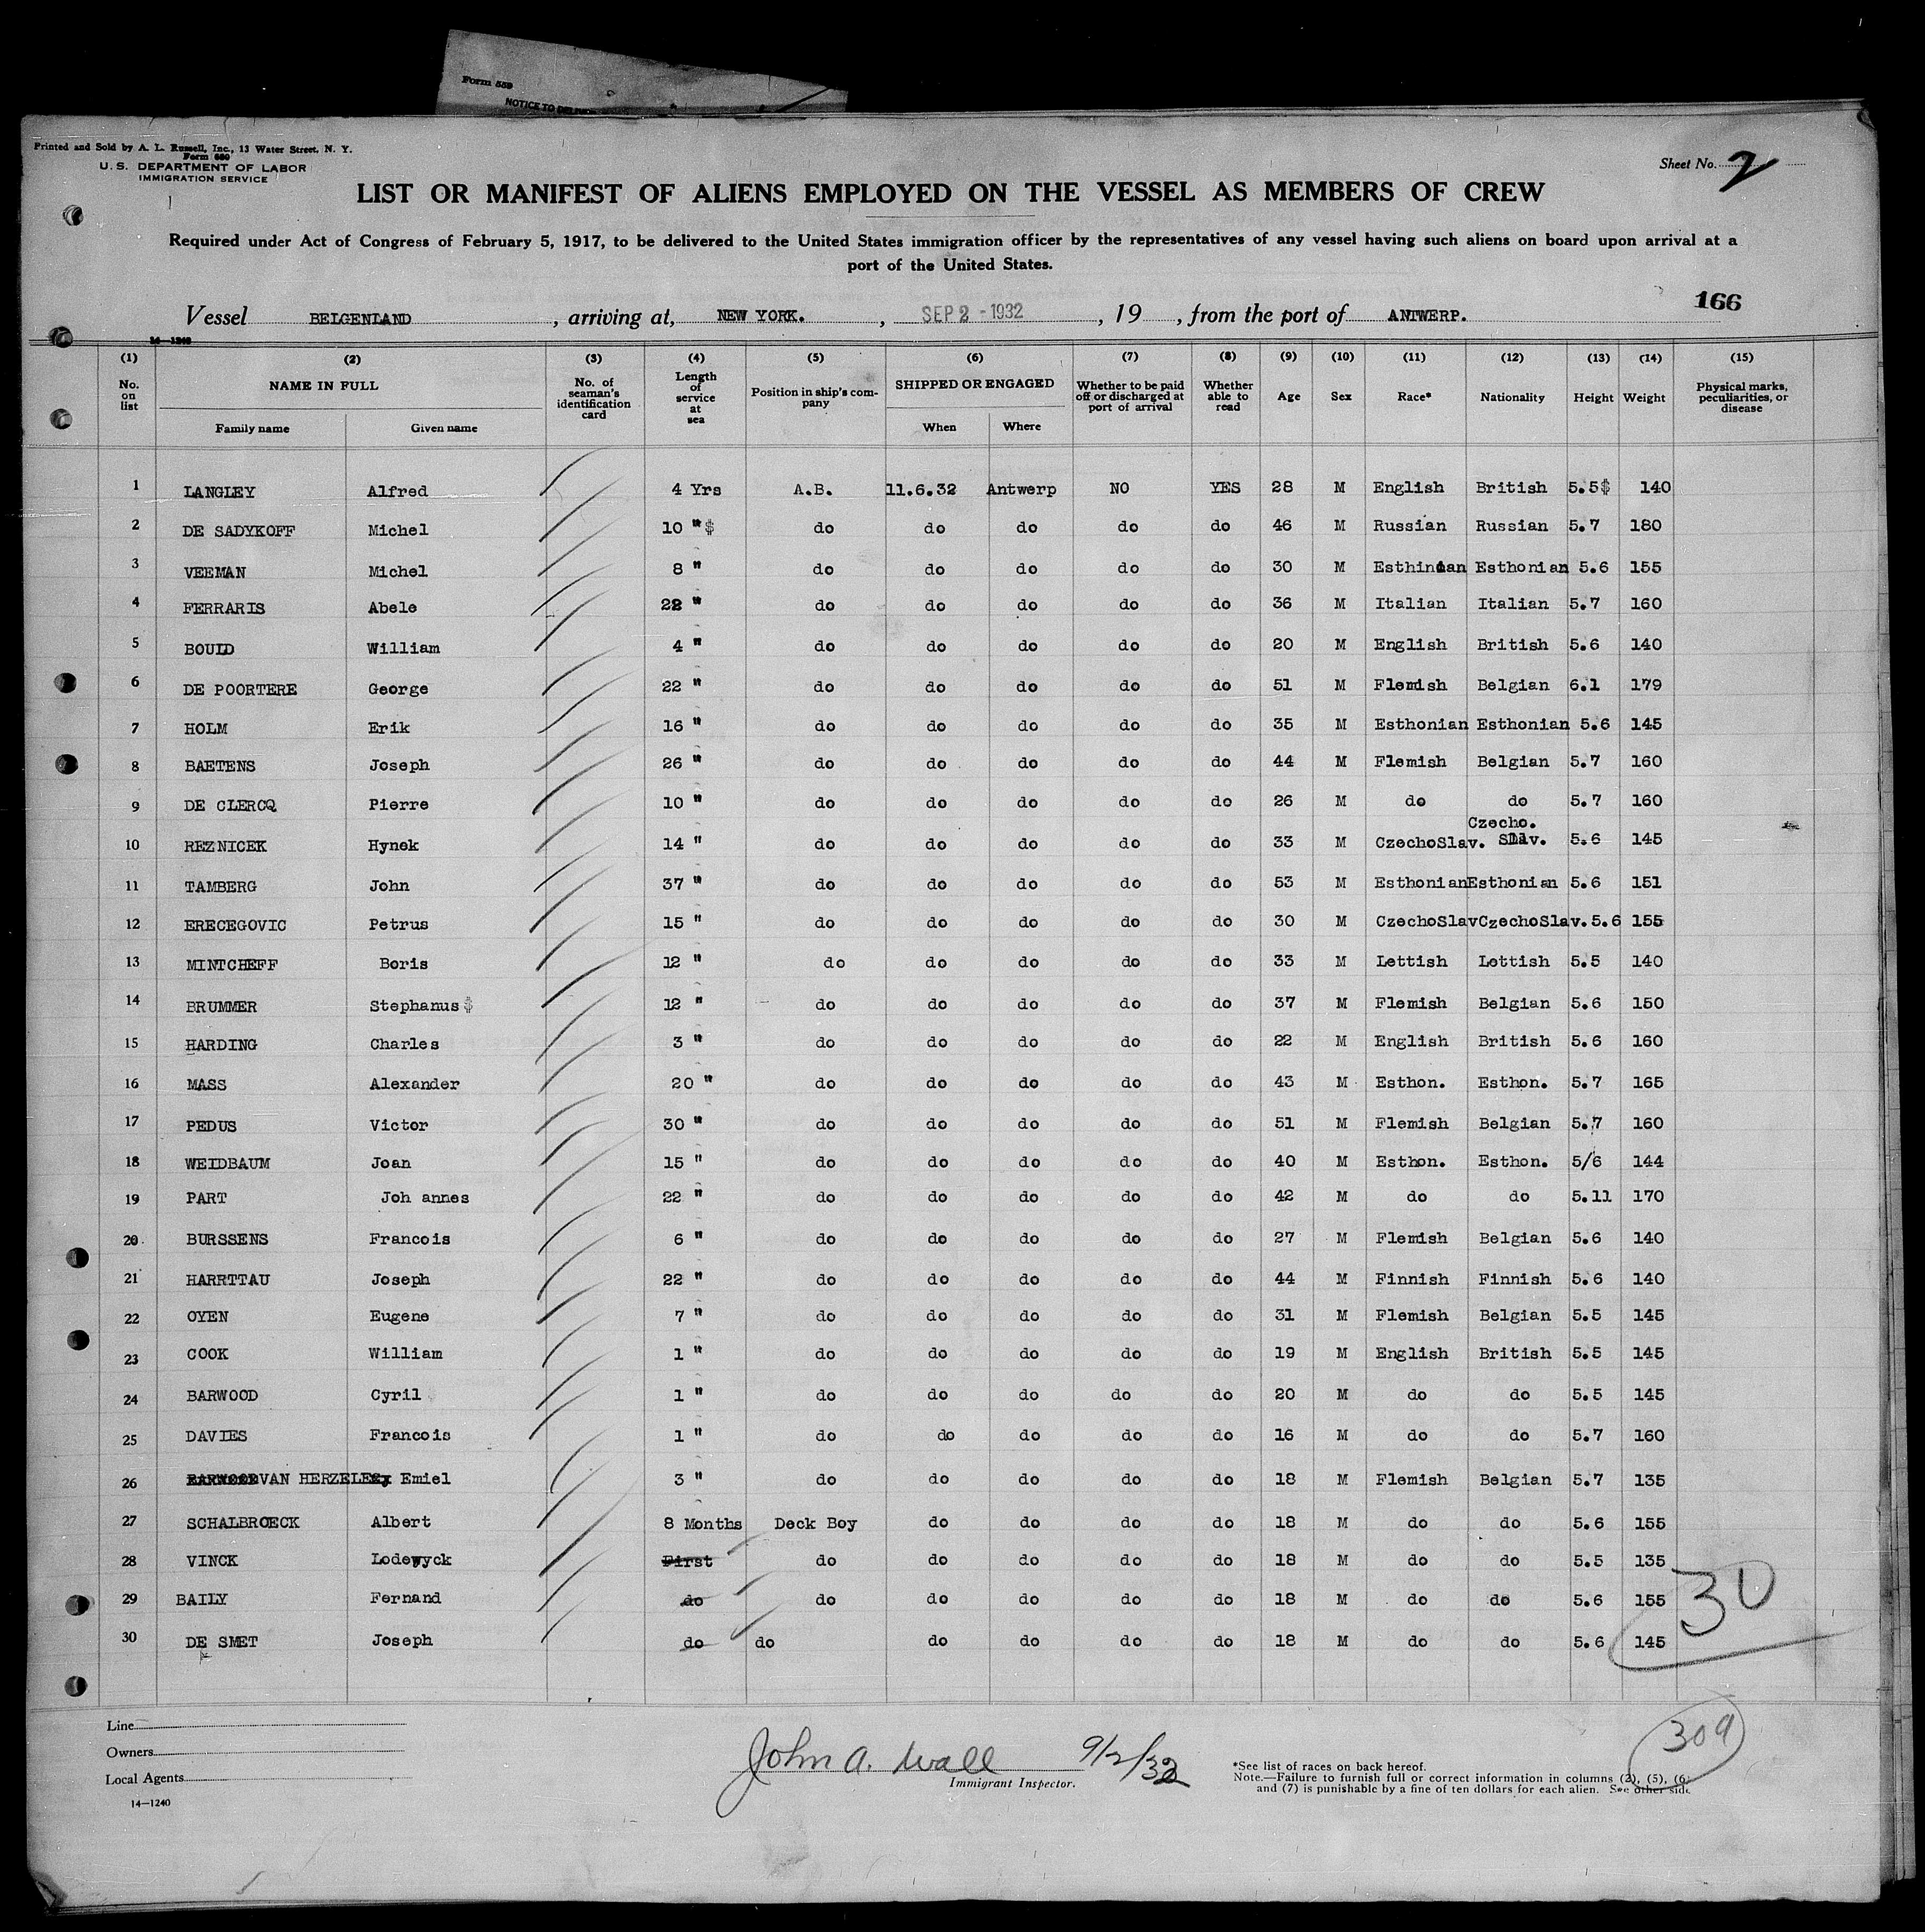 Form 559
NOTICE TO
Printed and Sold by A. L. Russell, Inc., 13 Water Street, N. Y.
Form 680
U. S. DEPARTMENT OF LABOR
IMMIGRATION SERVICE
Sheet No. 2
LIST OR MANIFEST OF ALIENS EMPLOYED ON THE VESSEL AS MEMBERS OF CREW
Required under Act of Congress of February 5, 1917, to be delivered to the United States immigration officer by the representatives of any vessel having such aliens on board upon arrival at a
port of the United States.
166
Vessel BELGENLAND, arriving at, NEW YORK., SEP 2 - 1932, 19 , from the port of ANTWERP.
14-1240
(1) (2) (3) (4) (5) (6) (7) (8) (9) (10) (11) (12) (13) (14) (15)
No. on list NAME IN FULL Family name Given name No. of seaman's identification card Length of service at sea Position in ship's company SHIPPED OR ENGAGED When Where Whether to be paid off or discharged at port of arrival Whether able to read Age Sex Race* Nationality Height Weight Physical marks, peculiarities, or disease
1 LANGLEY Alfred 4 Yrs A.B. 11.6.32 Antwerp NO YES 28 M English British 5.5$ 140
2 DE SADYKOFF Michel 10 "$ do do do do do 46 M Russian Russian 5.7 180
3 VEEMAN Michel 8 " do do do do do 30 M Esthinian Esthonian 5.6 155
4 FERRARIS Abele 22 " do do do do do 36 M Italian Italian 5.7 160
5 BOULD William 4 " do do do do do 20 M English British 5.6 140
6 DE POORTERE George 22 " do do do do do 51 M Flemish Belgian 6.1 179
7 HOLM Erik 16 " do do do do do 35 M Esthonian Esthonian 5.6 145
8 BAETENS Joseph 26 " do do do do do 44 M Flemish Belgian 5.7 160
9 DE CLERCQ Pierre 10 " do do do do do 26 M do do 5.7 160
10 REZNICEK Hynek 14 " do do do do do 33 M CzechoSlav. Czecho. Slav. 5.6 145
11 TAMBERG John 37 " do do do do do 53 M Esthonian Esthonian 5.6 151
12 ERECEGOVIC Petrus 15 " do do do do do 30 M CzechoSlav CzechoSlav. 5.6 155
13 MINTCHEFF Boris 12 " do do do do do 33 M Lettish Lettish 5.5 140
14 BRUMMER Stephanus$ 12 " do do do do do 37 M Flemish Belgian 5.6 150
15 HARDING Charles 3 " do do do do do 22 M English British 5.6 160
16 MASS Alexander 20 " do do do do do 43 M Esthon. Esthon. 5.7 165
17 PEDUS Victor 30 " do do do do do 51 M Flemish Belgian 5.7 160
18 WEIDBAUM Joan 15 " do do do do do 40 M Esthon. Esthon. 5/6 144
19 PART Joh annes 22 " do do do do do 42 M do do 5.11 170
20 BURSSENS Francois 6 " do do do do do 27 M Flemish Belgian 5.6 140
21 HARRTTAU Joseph 22 " do do do do do 44 M Finnish Finnish 5.6 140
22 OYEN Eugene 7 " do do do do do 31 M Flemish Belgian 5.5 145
23 COOK William 1 " do do do do do 19 M English British 5.5 145
24 BARWOOD Cyril 1 " do do do do do 20 M do do 5.5 145
25 DAVIES Francois 1 " do do do do do 16 M do do 5.7 160
26 BARWOOD VAN HERZELE Emiel 3 " do do do do do 18 M Flemish Belgian 5.7 135
27 SCHALBROECK Albert 8 Months Deck Boy do do do do 18 M do do 5.6 155
28 VINCK Lodewyck First do do do do do 18 M do do 5.5 135
29 BAILY Fernand do do do do do do 18 M do do 5.6 155
30 DE SMET Joseph do do do do do do 18 M do do 5.6 145
30
309
Line
Owners
Local Agents
14—1240
John A. Wall 9/2/32
Immigrant Inspector.
*See list of races on back hereof.
Note.—Failure to furnish full or correct information in columns (2), (5), (6)
and (7) is punishable by a fine of ten dollars for each alien. See other side